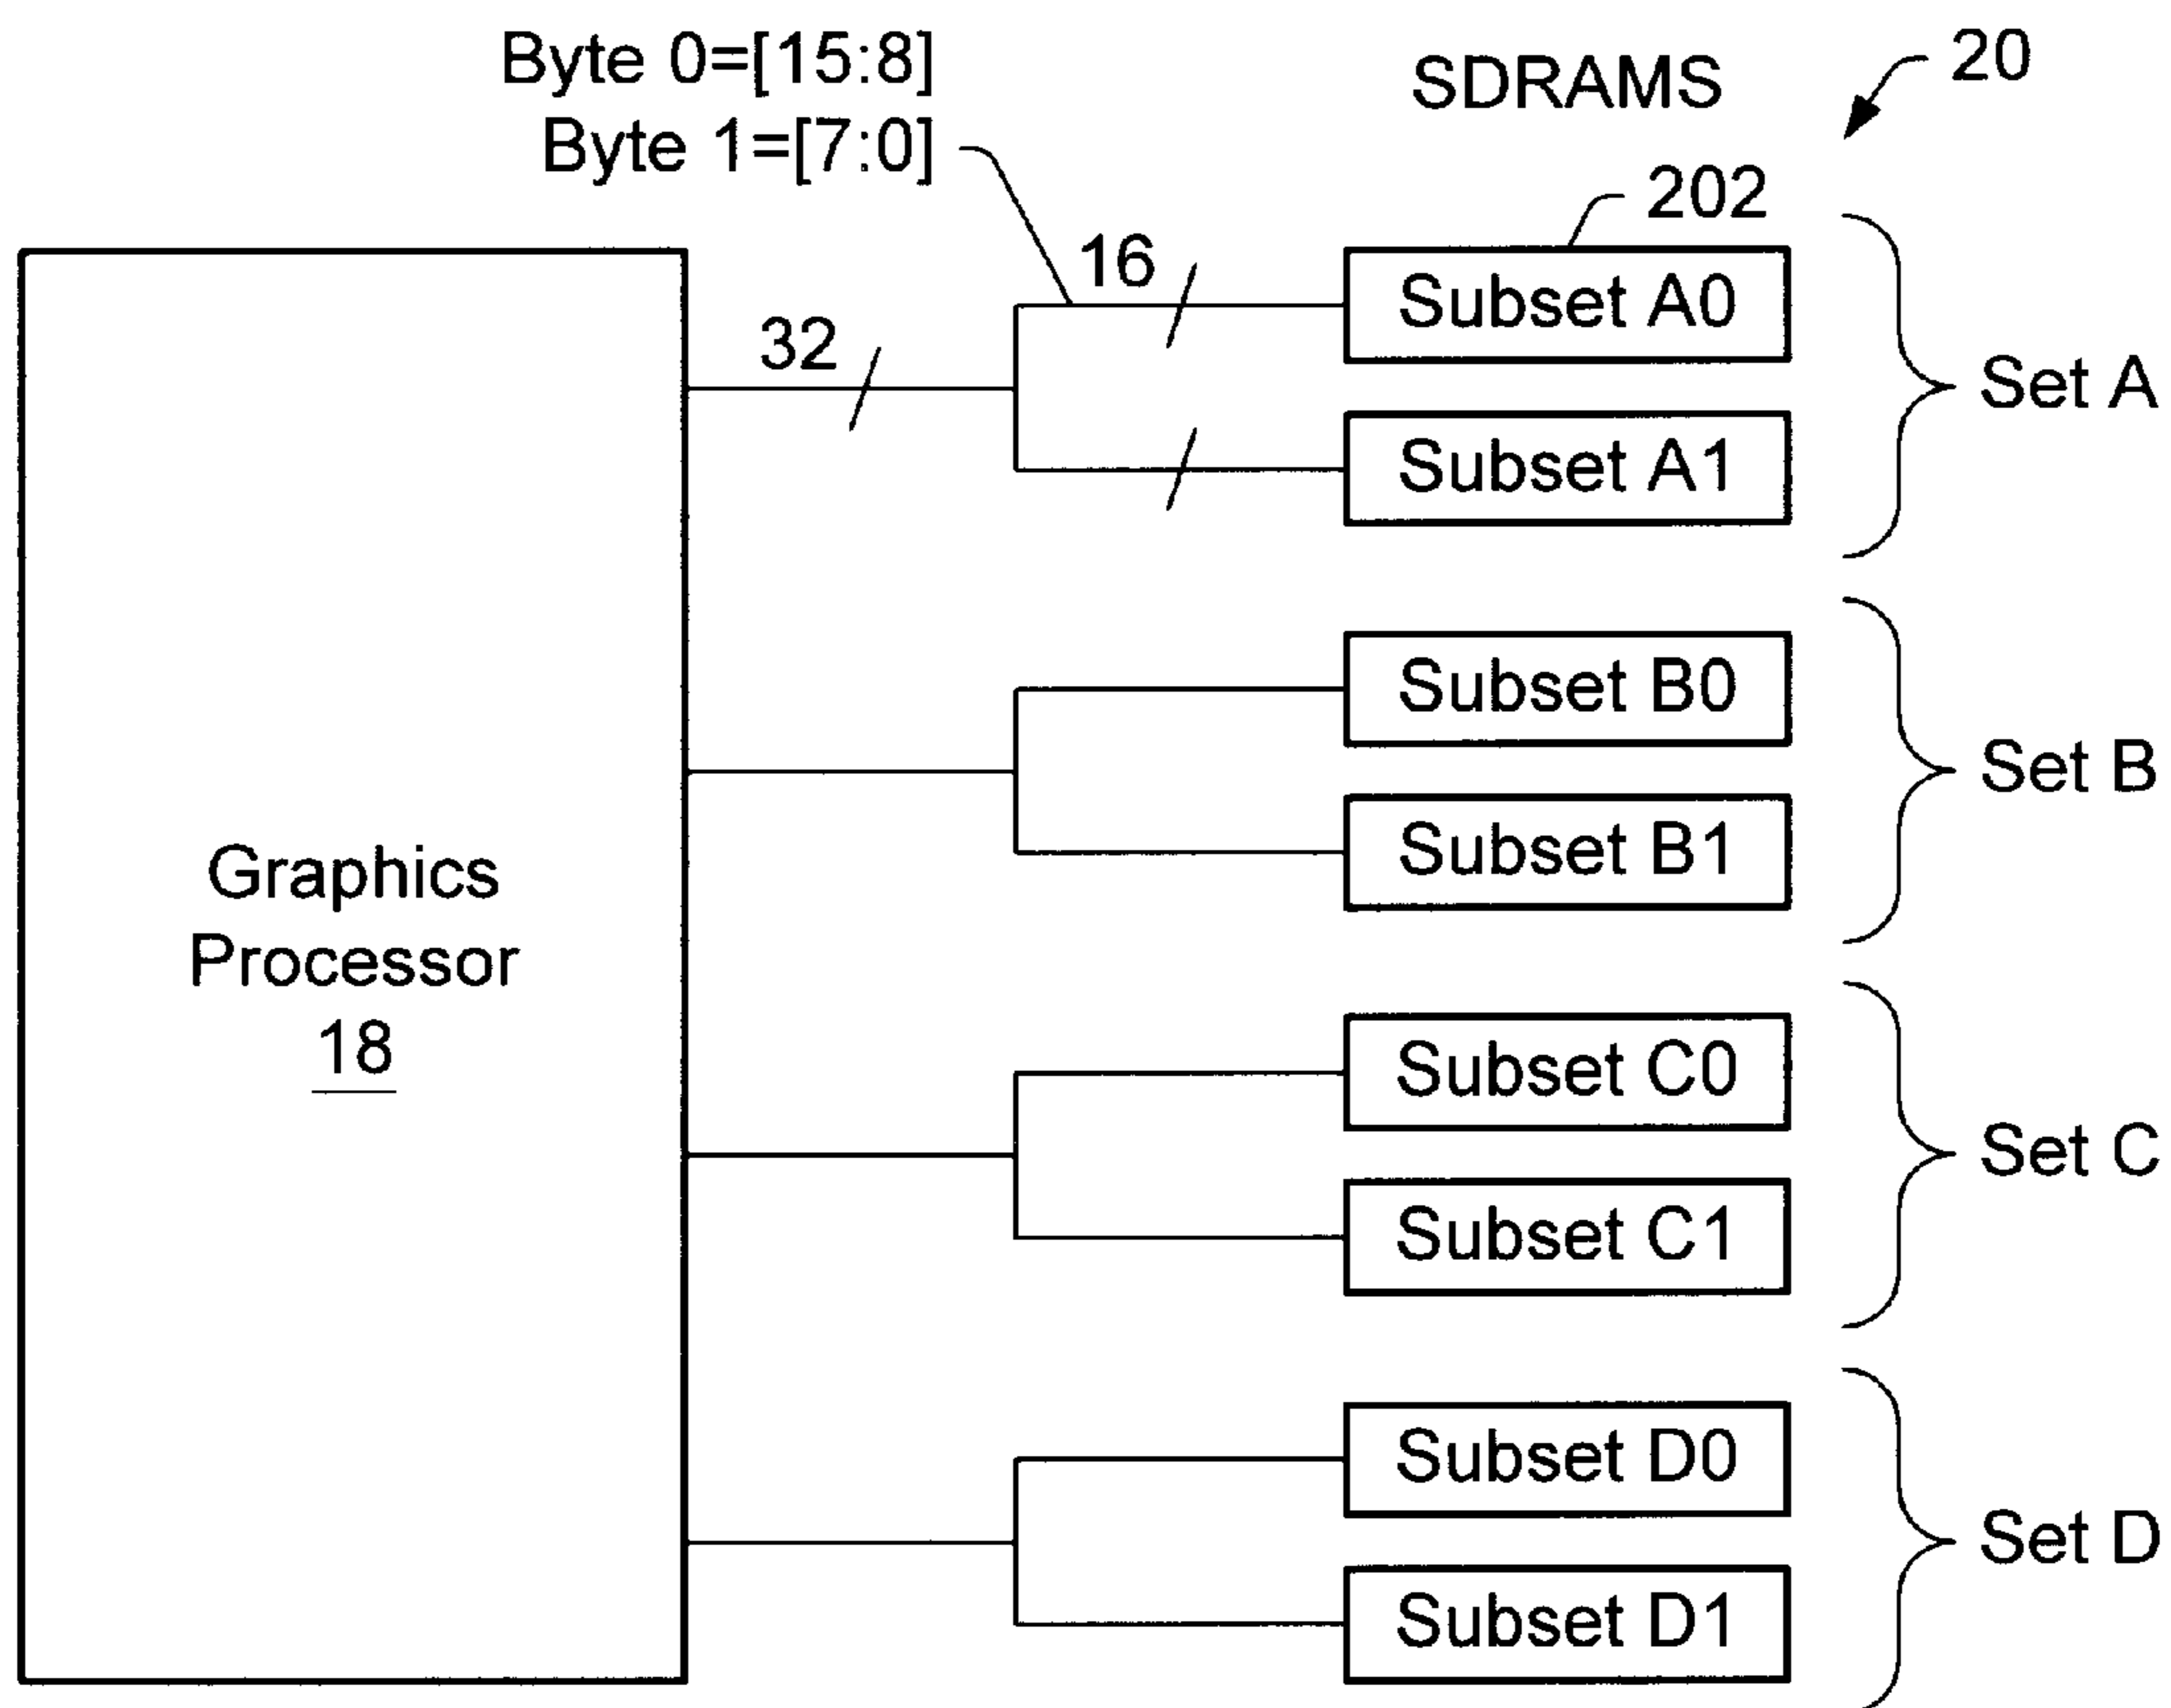 Byte 0=[15:8]
Byte 1=[7:0]
SDRAMS
20
202
16
32
Subset A0
Subset A1
Set A
Subset B0
Subset B1
Set B
Graphics
Processor
18
Subset C0
Subset C1
Set C
Subset D0
Subset D1
Set D